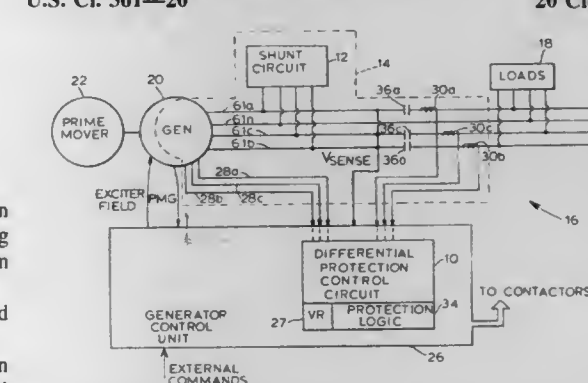 U.S. Cl. 361—20
20 Cl
SHUNT CIRCUIT
12
14
18
LOADS
22
20
36a
30a
PRIME MOVER
GEN
61a
61n
61c
61b
36c
30c
36b
30b
VSENSE
28a
EXCITER FIELD
PMG
28b
28c
16
n
g
n
DIFFERENTIAL PROTECTION CONTROL CIRCUIT
10
34
TO CONTACTORS
d
27
VR
PROTECTION LOGIC
GENERATOR CONTROL UNIT
26
n
EXTERNAL COMMANDS